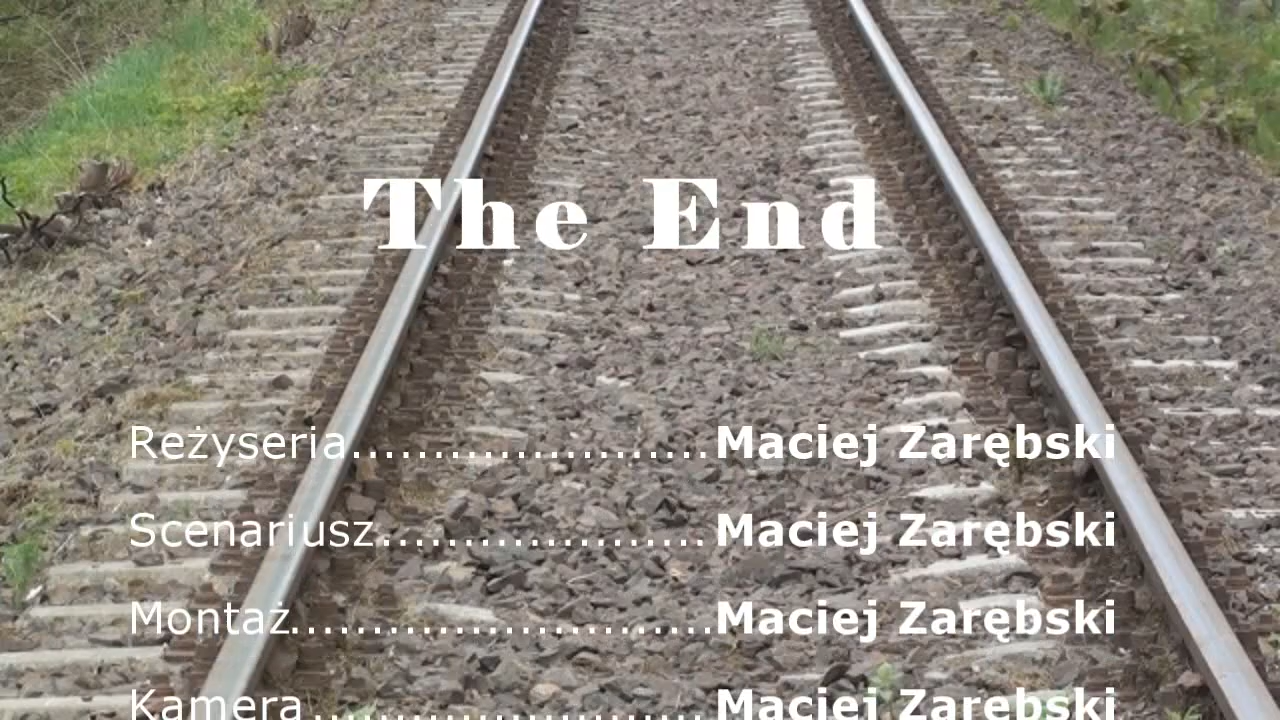 The End
Reżyseria......................Maciej Zarębski
Scenariusz....................Maciej Zarębski
Montaż..........................Maciej Zarębski
Kamera........................Maciej Zarębski